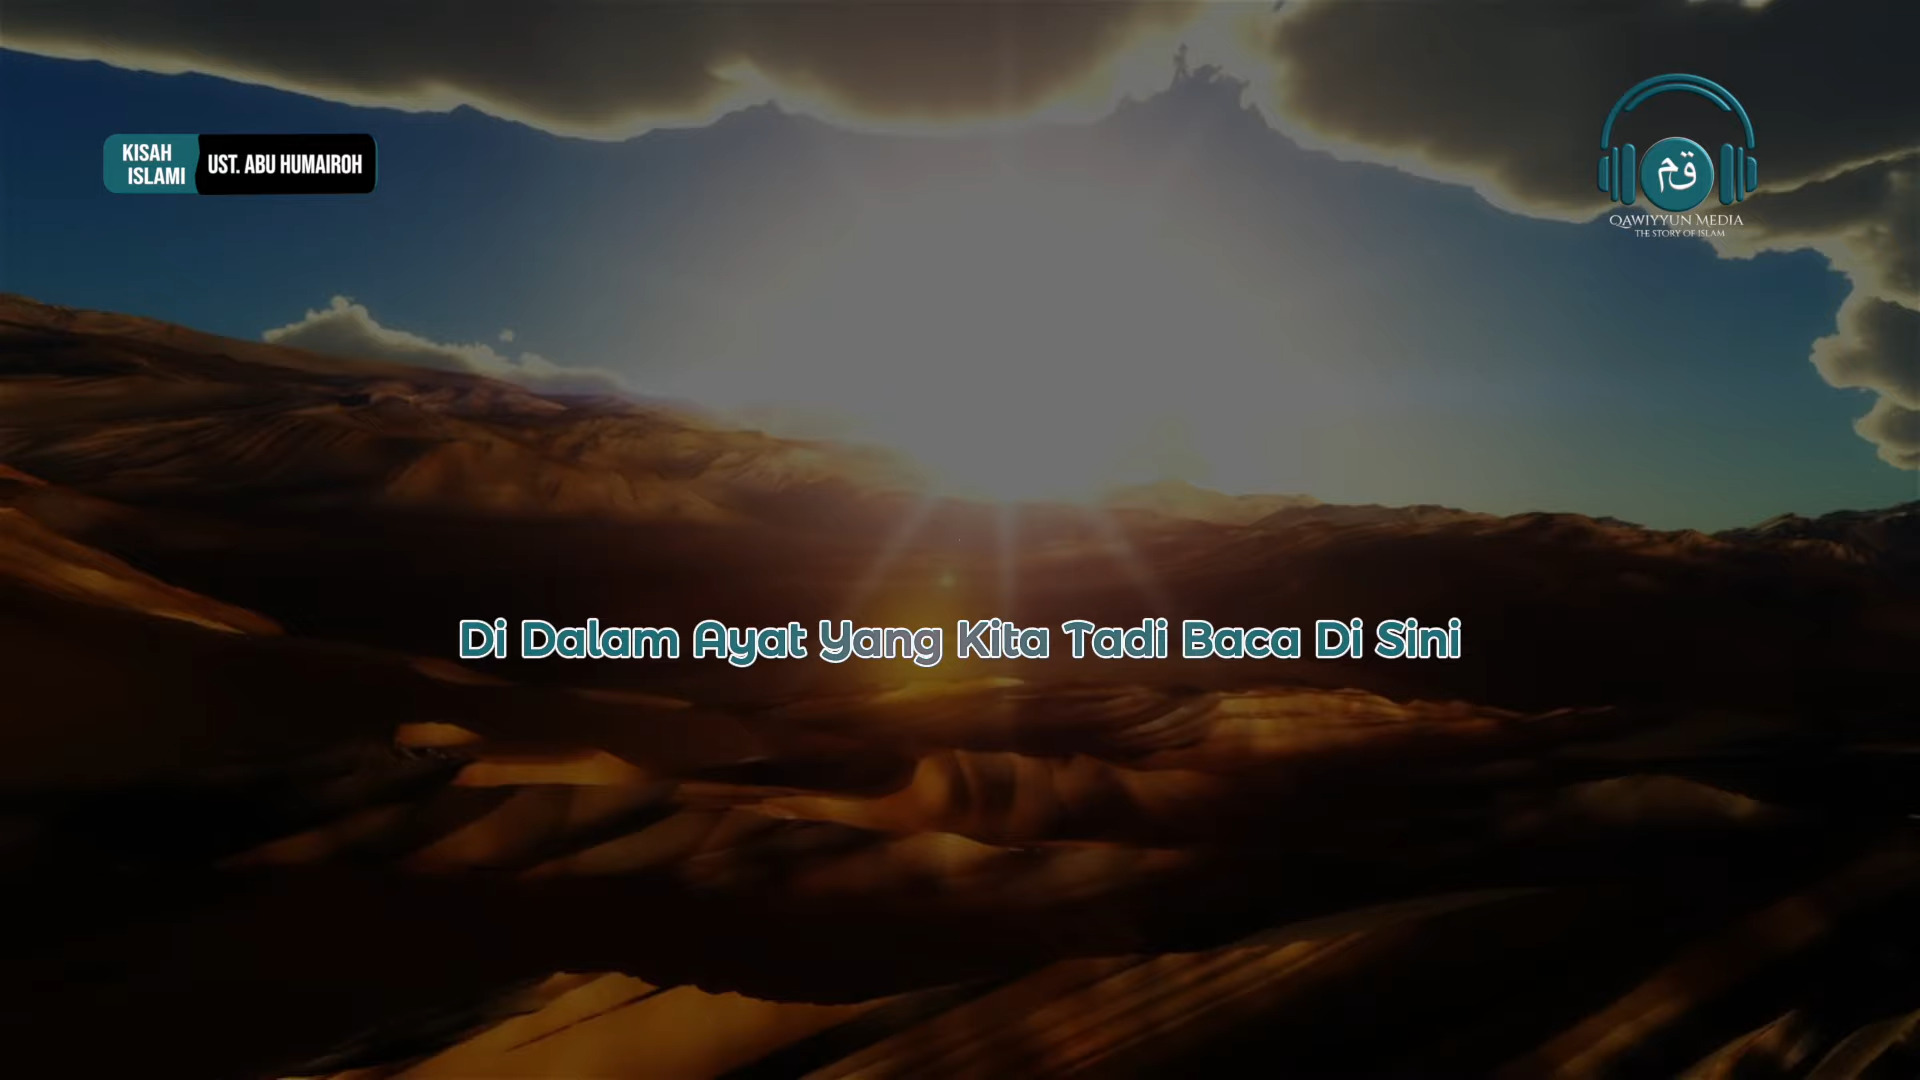 KISAH
ISLAMI
UST. ABU HUMAIROH
قم
QAWIYYUN MEDIA
THE STORY OF ISLAM
Di Dalam Ayat Yang Kita Tadi Baca Di Sini